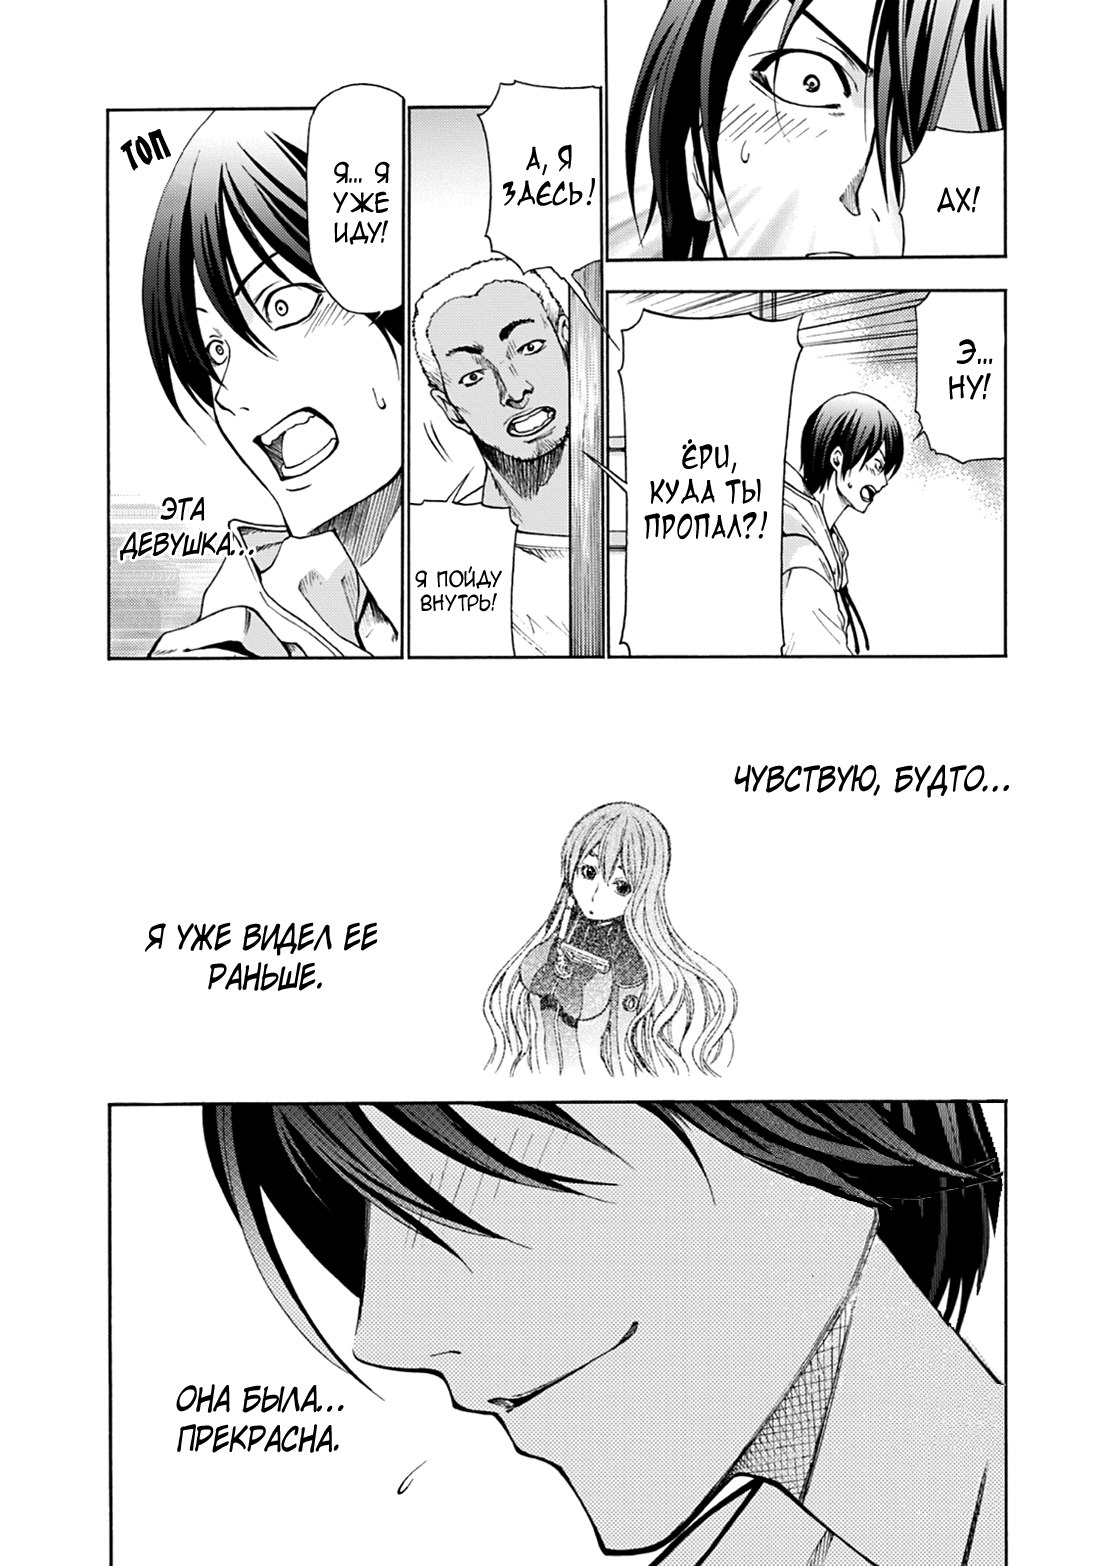 АХ!
Э...
НУ!
ЁРИ,
КУДА ТЫ
ПРОПАЛ?!
А, Я
ЗДЕСЬ!
Я ПОЙДУ
ВНУТРЬ!
Я... Я
УЖЕ
ИДУ!
ТОП
ЭТА
ДЕВУШКА...
ЧУВСТВУЮ, БУДТО...
Я УЖЕ ВИДЕЛ ЕЕ
РАНЬШЕ.
ОНА БЫЛА...
ПРЕКРАСНА.